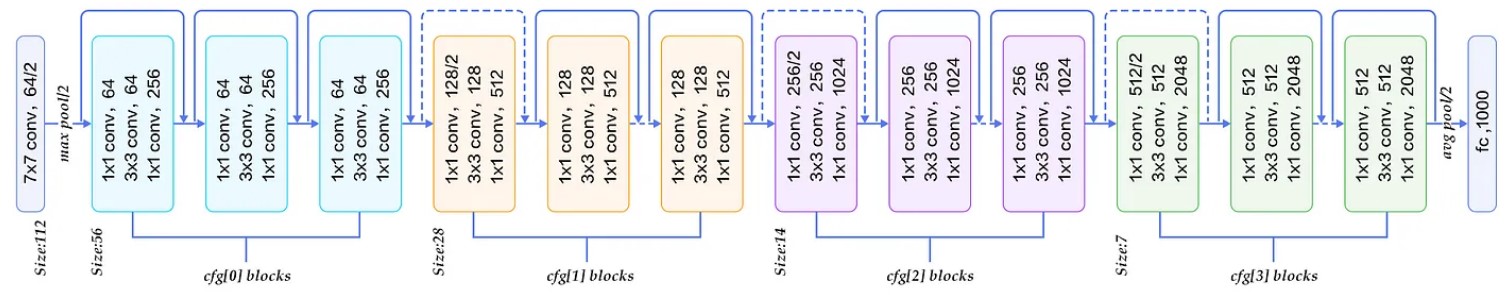 7x7 conv, 64/2
max pool/2
1x1 conv, 64
3x3 conv, 64
1x1 conv, 256
1x1 conv, 64
3x3 conv, 64
1x1 conv, 256
1x1 conv, 64
3x3 conv, 64
1x1 conv, 256
1x1 conv, 128/2
3x3 conv, 128
1x1 conv, 512
1x1 conv, 128
3x3 conv, 128
1x1 conv, 512
1x1 conv, 128
3x3 conv, 128
1x1 conv, 512
1x1 conv, 256/2
3x3 conv, 256
1x1 conv, 1024
1x1 conv, 256
3x3 conv, 256
1x1 conv, 1024
1x1 conv, 256
3x3 conv, 256
1x1 conv, 1024
1x1 conv, 512/2
3x3 conv, 512
1x1 conv, 2048
1x1 conv, 512
3x3 conv, 512
1x1 conv, 2048
1x1 conv, 512
3x3 conv, 512
1x1 conv, 2048
avg pool/2
fc ,1000
Size:112
Size:56
cfg[0] blocks
Size:28
cfg[1] blocks
Size:14
cfg[2] blocks
Size:7
cfg[3] blocks